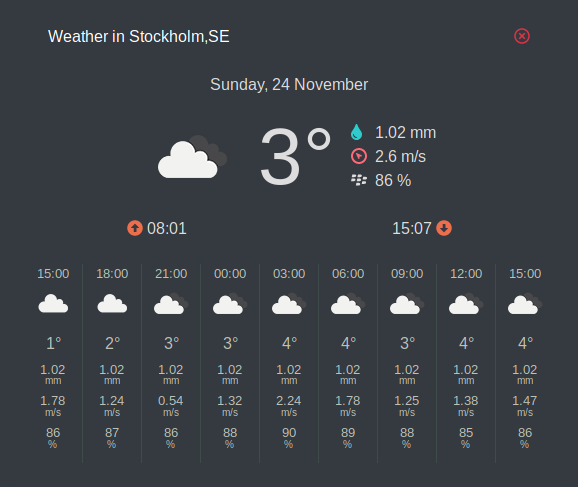 Weather in Stockholm,SE
Sunday, 24 November
3°
1.02 mm
2.6 m/s
86 %
08:01 15:07
15:00 18:00 21:00 00:00 03:00 06:00 09:00 12:00 15:00
1° 2° 3° 3° 4° 4° 3° 4° 4°
1.02 1.02 1.02 1.02 1.02 1.02 1.02 1.02 1.02
mm mm mm mm mm mm mm mm mm
1.78 1.24 0.54 1.32 2.24 1.78 1.25 1.38 1.47
m/s m/s m/s m/s m/s m/s m/s m/s m/s
86 87 86 88 90 89 88 85 86
% % % % % % % % %